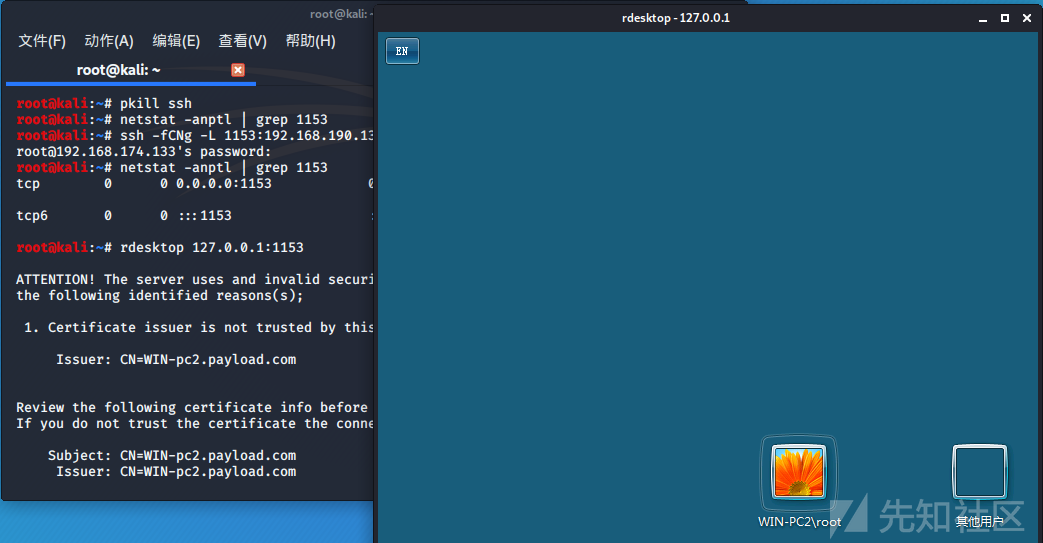 root@kali: ~
文件(F) 动作(A) 编辑(E) 查看(V) 帮助(H)
root@kali: ~
root@kali:~# pkill ssh
root@kali:~# netstat -anptl | grep 1153
root@kali:~# ssh -fCNg -L 1153:192.168.190.13
root@192.168.174.133's password:
root@kali:~# netstat -anptl | grep 1153
tcp 0 0 0.0.0.0:1153
tcp6 0 0 :::1153
root@kali:~# rdesktop 127.0.0.1:1153
ATTENTION! The server uses and invalid securi
the following identified reasons(s);
1. Certificate issuer is not trusted by this
Issuer: CN=WIN-pc2.payload.com
Review the following certificate info before
If you do not trust the certificate the conne
Subject: CN=WIN-pc2.payload.com
Issuer: CN=WIN-pc2.payload.com
rdesktop - 127.0.0.1
EN
WIN-PC2\root
其他用户
先知社区